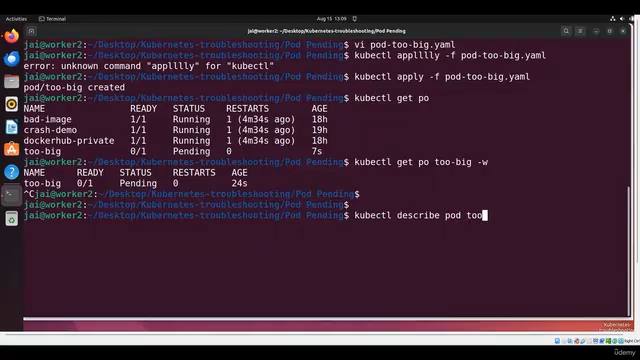 Activities Terminal Aug 15 13:09
jai@worker2: ~/Desktop/Kubernetes-troubleshooting/Pod Pending
jai@worker2:~/Desktop/Kubernetes-troubleshooting/Pod Pending$ vi pod-too-big.yaml
jai@worker2:~/Desktop/Kubernetes-troubleshooting/Pod Pending$ kubectl applllly -f pod-too-big.yaml
error: unknown command "applllly" for "kubectl"
jai@worker2:~/Desktop/Kubernetes-troubleshooting/Pod Pending$ kubectl apply -f pod-too-big.yaml
pod/too-big created
jai@worker2:~/Desktop/Kubernetes-troubleshooting/Pod Pending$ kubectl get po
NAME READY STATUS RESTARTS AGE
bad-image 1/1 Running 1 (4m34s ago) 18h
crash-demo 1/1 Running 1 (4m34s ago) 19h
dockerhub-private 1/1 Running 1 (4m34s ago) 18h
too-big 0/1 Pending 0 7s
jai@worker2:~/Desktop/Kubernetes-troubleshooting/Pod Pending$ kubectl get po too-big -w
NAME READY STATUS RESTARTS AGE
too-big 0/1 Pending 0 24s
^Cjai@worker2:~/Desktop/Kubernetes-troubleshooting/Pod Pending$
jai@worker2:~/Desktop/Kubernetes-troubleshooting/Pod Pending$
jai@worker2:~/Desktop/Kubernetes-troubleshooting/Pod Pending$ kubectl describe pod too
Kubernetes-
troubleshooting
Right Ctrl
udemy